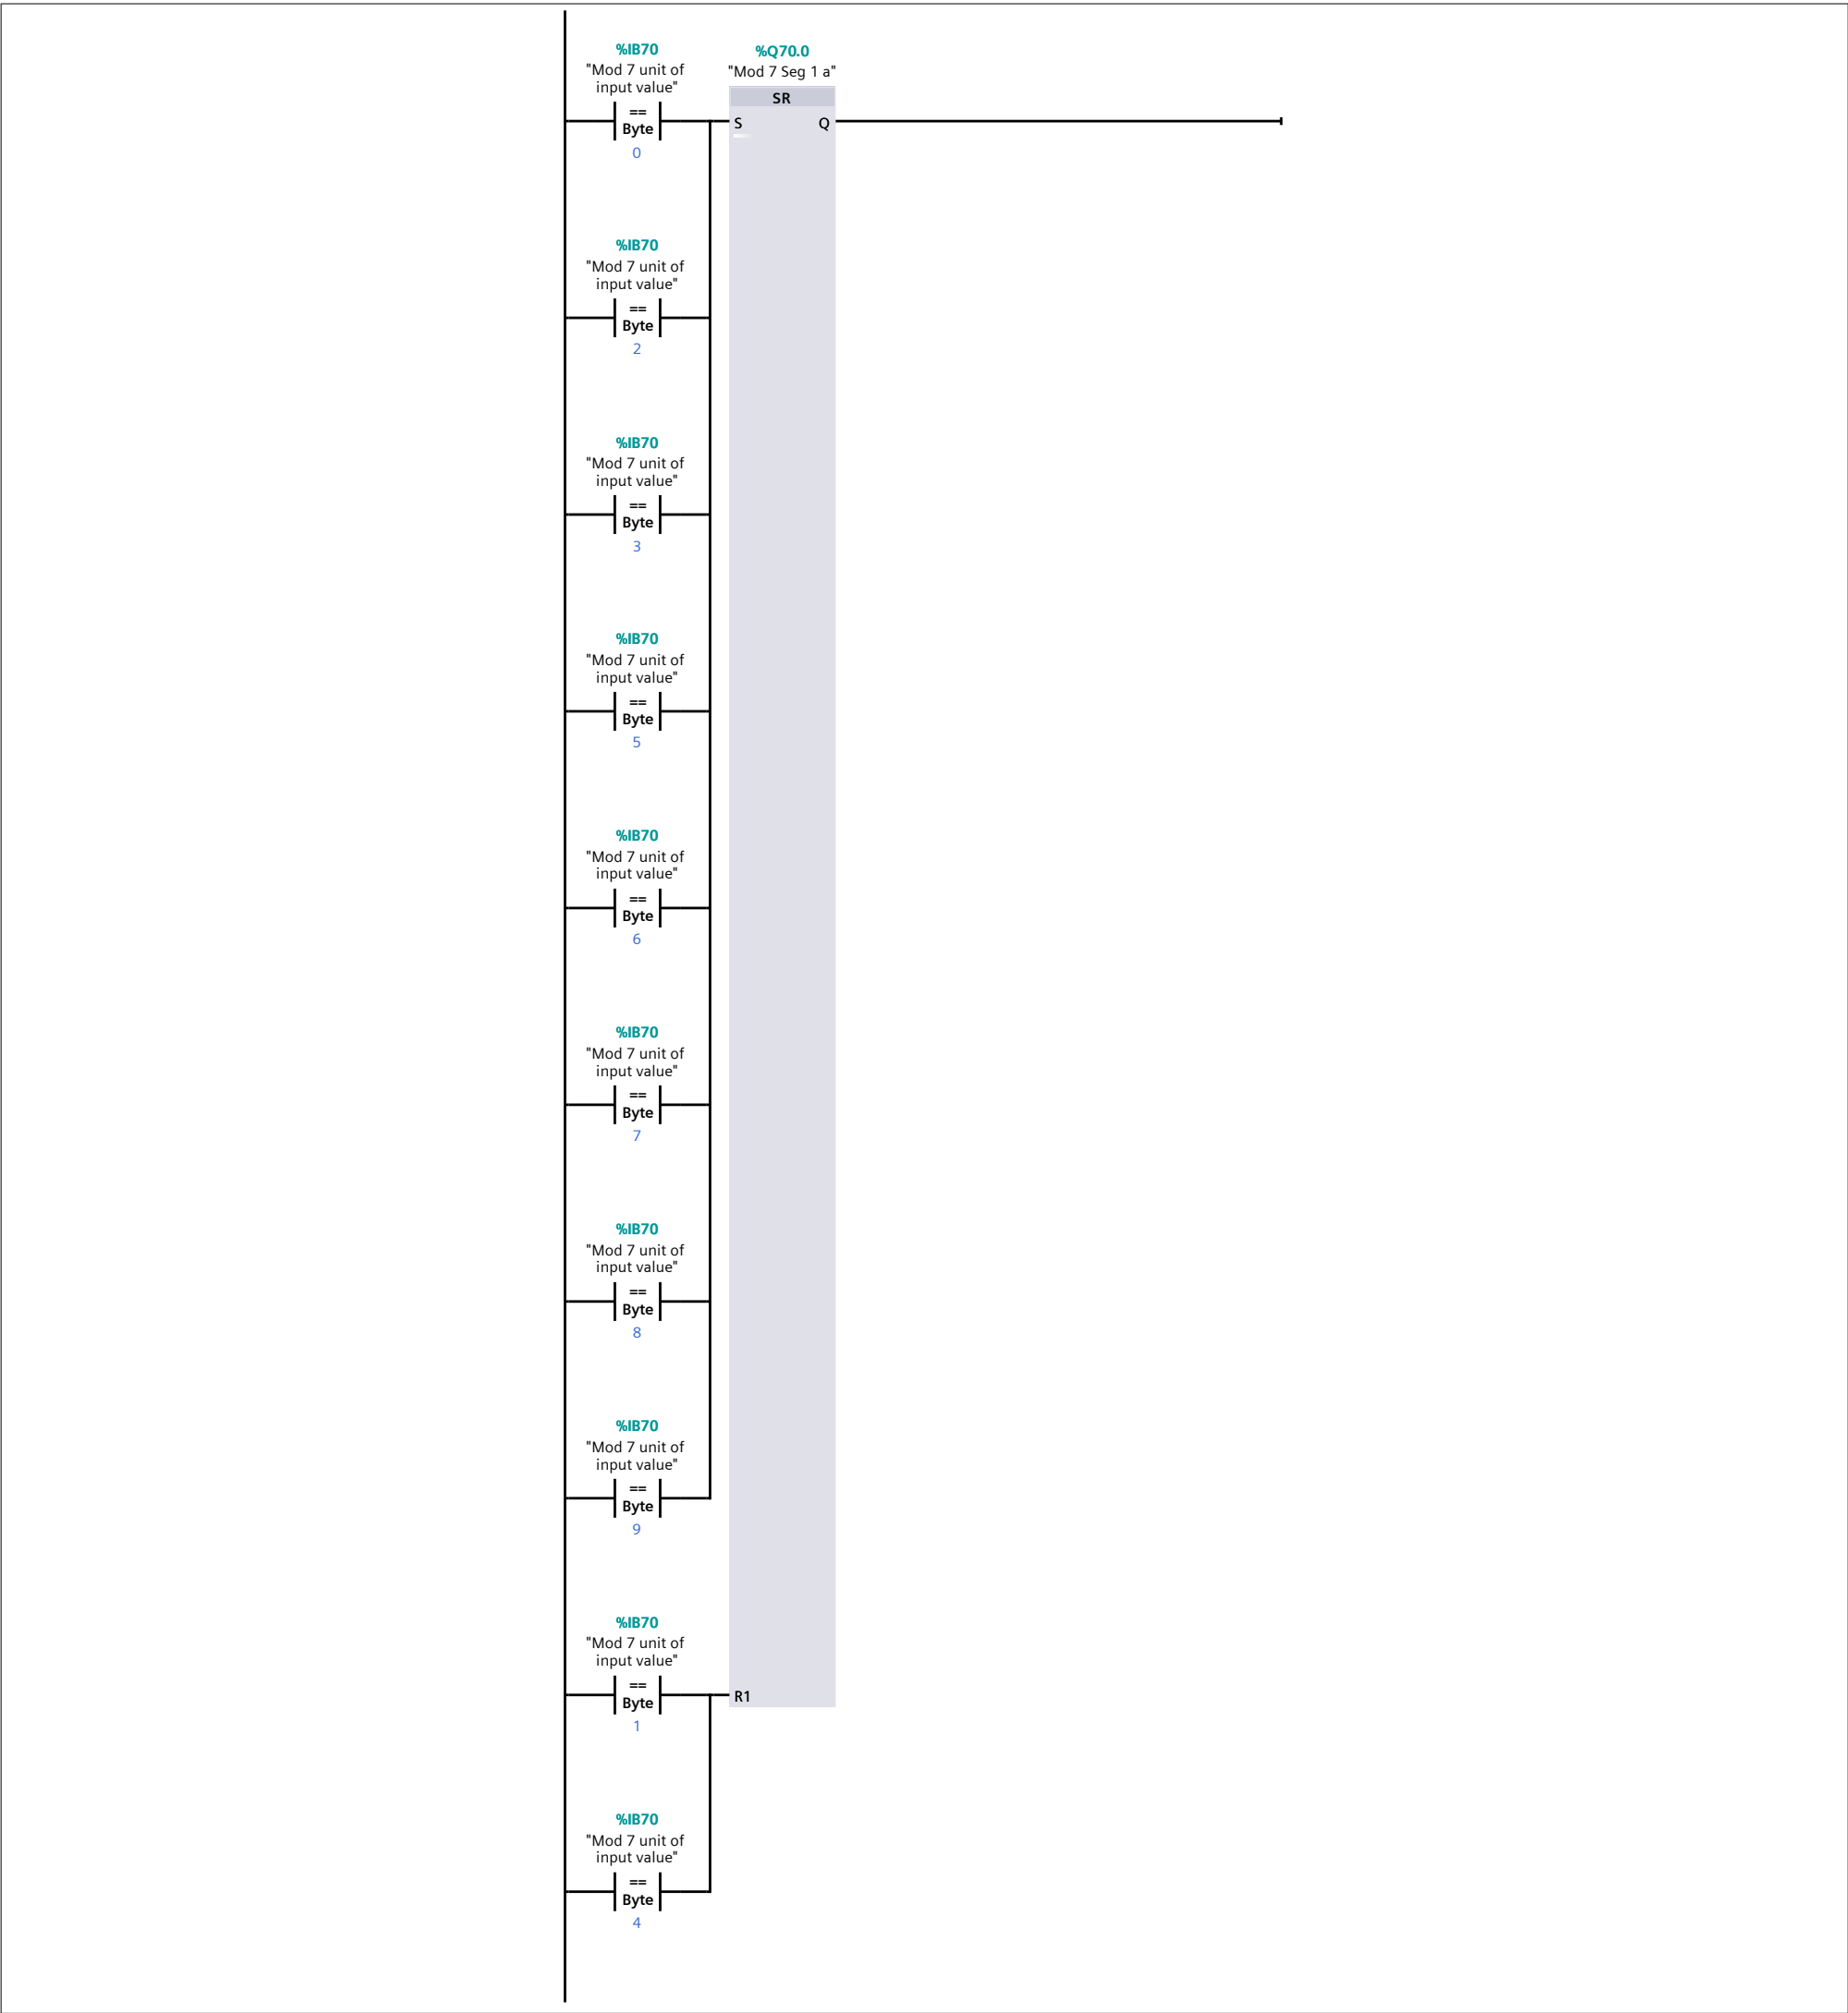 %IB70
"Mod 7 unit of
input value"
==
Byte
0
%Q70.0
"Mod 7 Seg 1 a"
SR
S
Q
%IB70
"Mod 7 unit of
input value"
==
Byte
2
%IB70
"Mod 7 unit of
input value"
==
Byte
3
%IB70
"Mod 7 unit of
input value"
==
Byte
5
%IB70
"Mod 7 unit of
input value"
==
Byte
6
%IB70
"Mod 7 unit of
input value"
==
Byte
7
%IB70
"Mod 7 unit of
input value"
==
Byte
8
%IB70
"Mod 7 unit of
input value"
==
Byte
9
%IB70
"Mod 7 unit of
input value"
==
Byte
1
R1
%IB70
"Mod 7 unit of
input value"
==
Byte
4